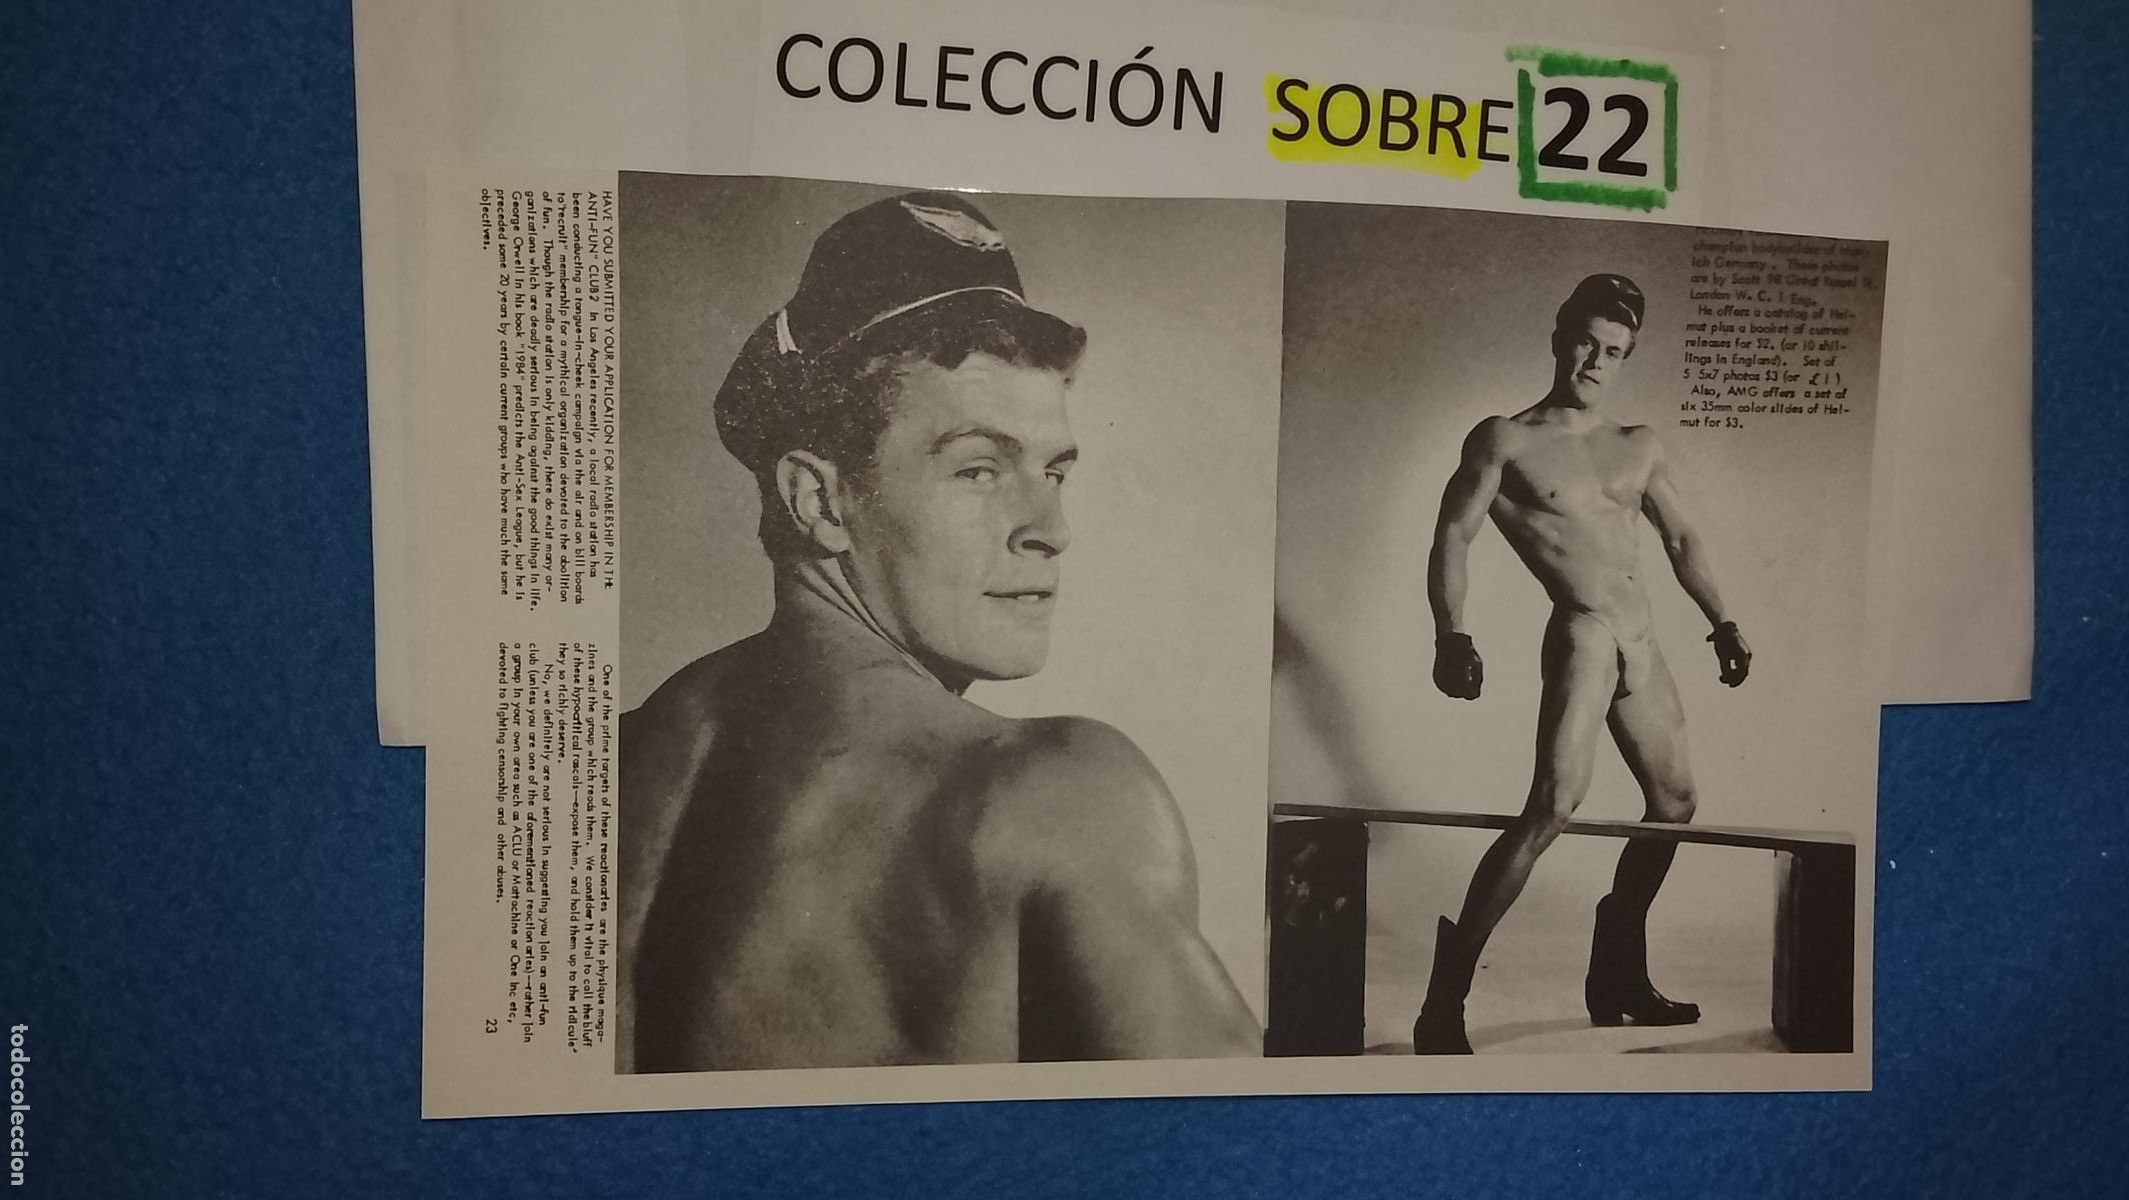 COLECCIÓN SOBRE 22
champion bodybuilder of Mun-
ich Germany. These photos
are by Scott 98 Great Russel St.
London W. C. 1 Eng.
He offers a catalog of Hel-
mut plus a booket of current
releases for $2. (or 10 shil-
lings in England). Set of
5 5x7 photos $3 (or £1)
Also, AMG offers a set of
six 35mm color slides of Hel-
mut for $3.
HAVE YOU SUBMITTED YOUR APPLICATION FOR MEMBERSHIP IN THE
ANTI-FUN" CLUB? In Los Angeles recently, a local radio station has
been conducting a tongue-in-cheek campaign via the air and on bill boards
to "recruit" membership for a mythical organization devoted to the abolition
of fun. Though the radio station is only kidding, there do exist many or-
ganizations which are deadly serious in being against the good things in life.
George Orwell in his book "1984" predicts the Anti-Sex League, but he is
preceded some 20 years by certain current groups who have much the same
objectives.
One of the prime targets of these reactionaries are the physique maga-
zines and the group which reads them. We consider it vital to call the bluff
of these hypocritical rascals—expose them, and hold them up to the ridicule
they so richly deserve.
No, we definitely are not serious in suggesting you join an anti-fun
club (unless you are one of the aforementioned reactionaries)—rather join
a group in your own area such as ACLU or Mattachine or One Inc etc,
devoted to fighting censorship and other abuses.
23
todocoleccion